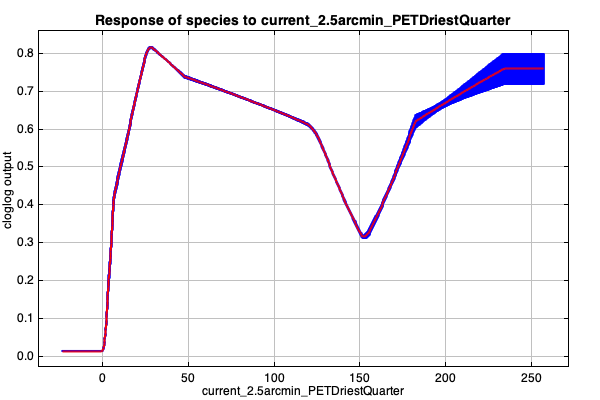 Response of species to current_2.5arcmin_PETDriestQuarter
cloglog output
0.8
0.7
0.6
0.5
0.4
0.3
0.2
0.1
0.0
0 50 100 150 200 250
current_2.5arcmin_PETDriestQuarter